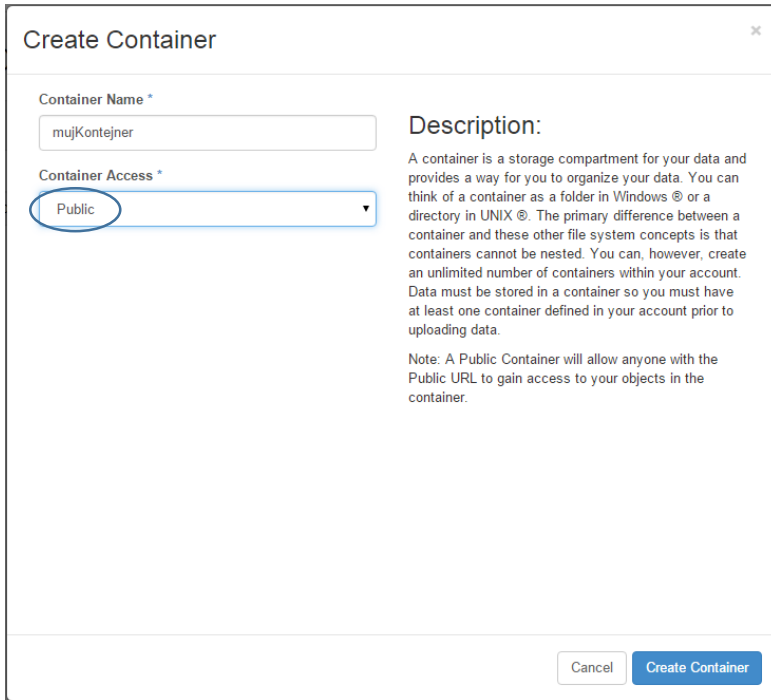 Create Container
×
Container Name *
mujKontejner
Container Access *
Public
Description:
A container is a storage compartment for your data and
provides a way for you to organize your data. You can
think of a container as a folder in Windows ® or a
directory in UNIX ®. The primary difference between a
container and these other file system concepts is that
containers cannot be nested. You can, however, create
an unlimited number of containers within your account.
Data must be stored in a container so you must have
at least one container defined in your account prior to
uploading data.
Note: A Public Container will allow anyone with the
Public URL to gain access to your objects in the
container.
Cancel
Create Container